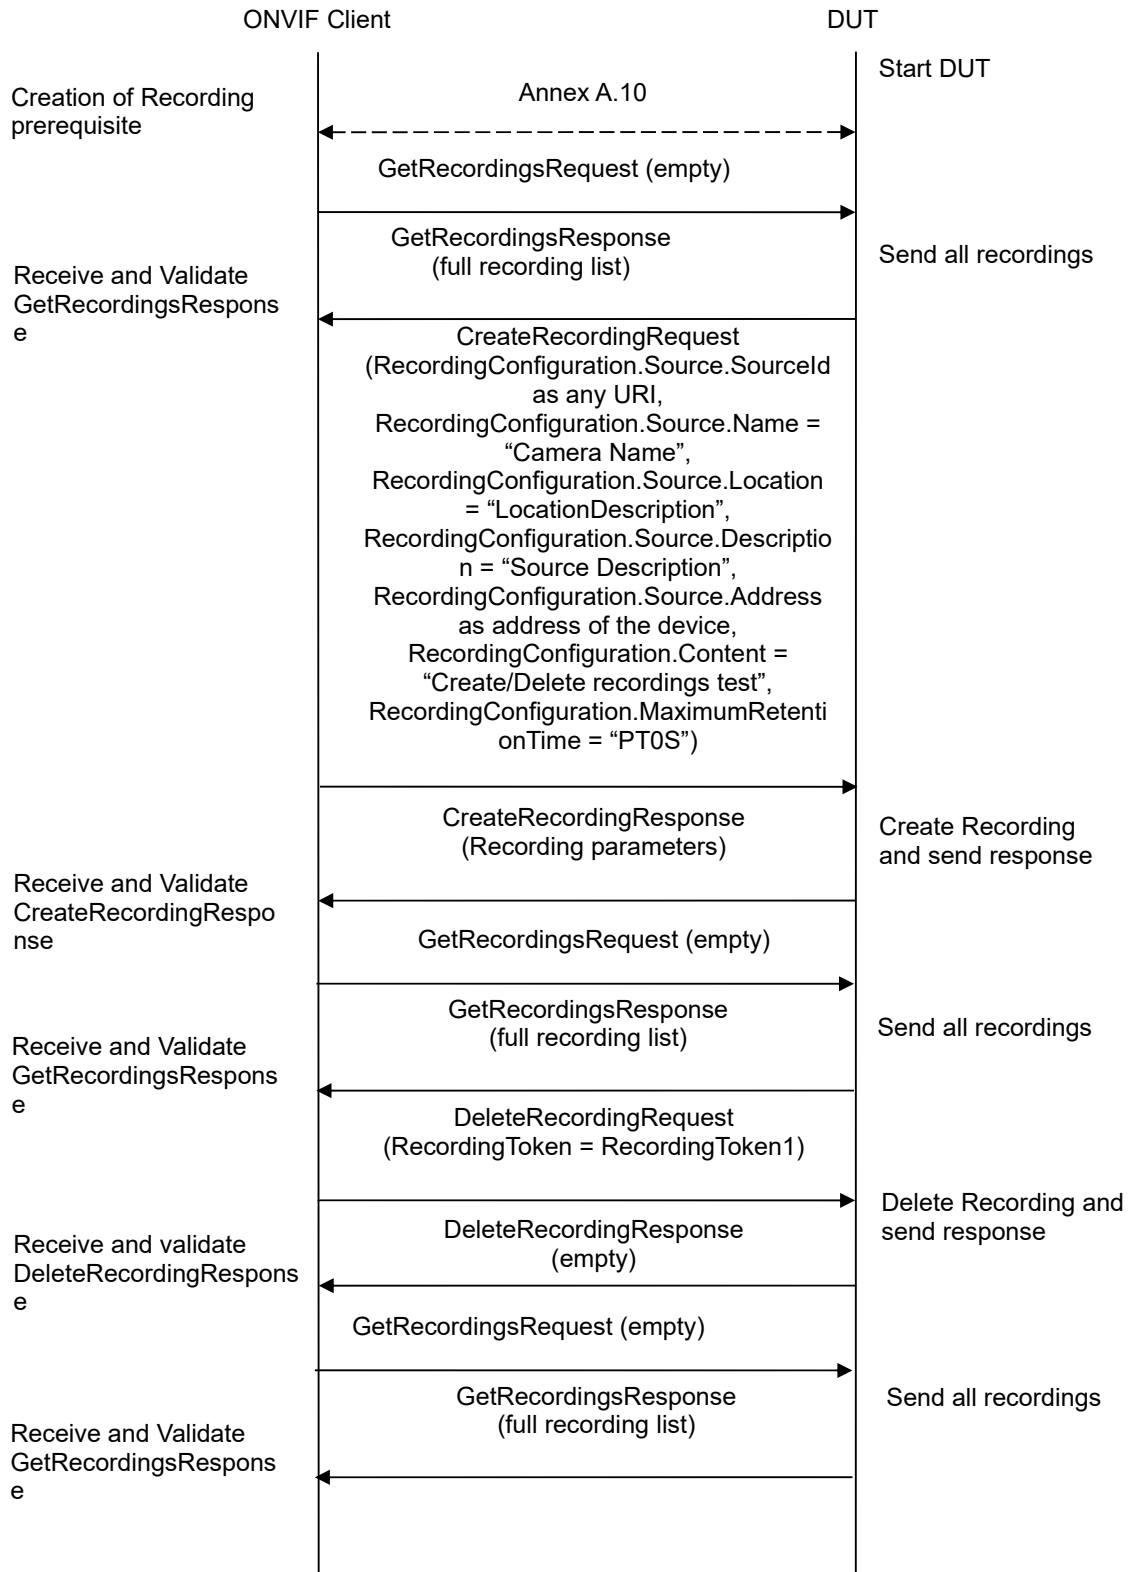 ONVIF Client
DUT
Start DUT
Creation of Recording
prerequisite
Annex A.10
GetRecordingsRequest (empty)
GetRecordingsResponse
(full recording list)
Send all recordings
Receive and Validate
GetRecordingsRespons
e
CreateRecordingRequest
(RecordingConfiguration.Source.SourceId
as any URI,
RecordingConfiguration.Source.Name =
“Camera Name”,
RecordingConfiguration.Source.Location
= “LocationDescription”,
RecordingConfiguration.Source.Descriptio
n = “Source Description”,
RecordingConfiguration.Source.Address
as address of the device,
RecordingConfiguration.Content =
“Create/Delete recordings test”,
RecordingConfiguration.MaximumRetenti
onTime = “PT0S”)
CreateRecordingResponse
(Recording parameters)
Create Recording
and send response
Receive and Validate
CreateRecordingRespo
nse
GetRecordingsRequest (empty)
GetRecordingsResponse
(full recording list)
Send all recordings
Receive and Validate
GetRecordingsRespons
e
DeleteRecordingRequest
(RecordingToken = RecordingToken1)
Delete Recording and
send response
DeleteRecordingResponse
(empty)
Receive and validate
DeleteRecordingRespons
e
GetRecordingsRequest (empty)
GetRecordingsResponse
(full recording list)
Send all recordings
Receive and Validate
GetRecordingsRespons
e